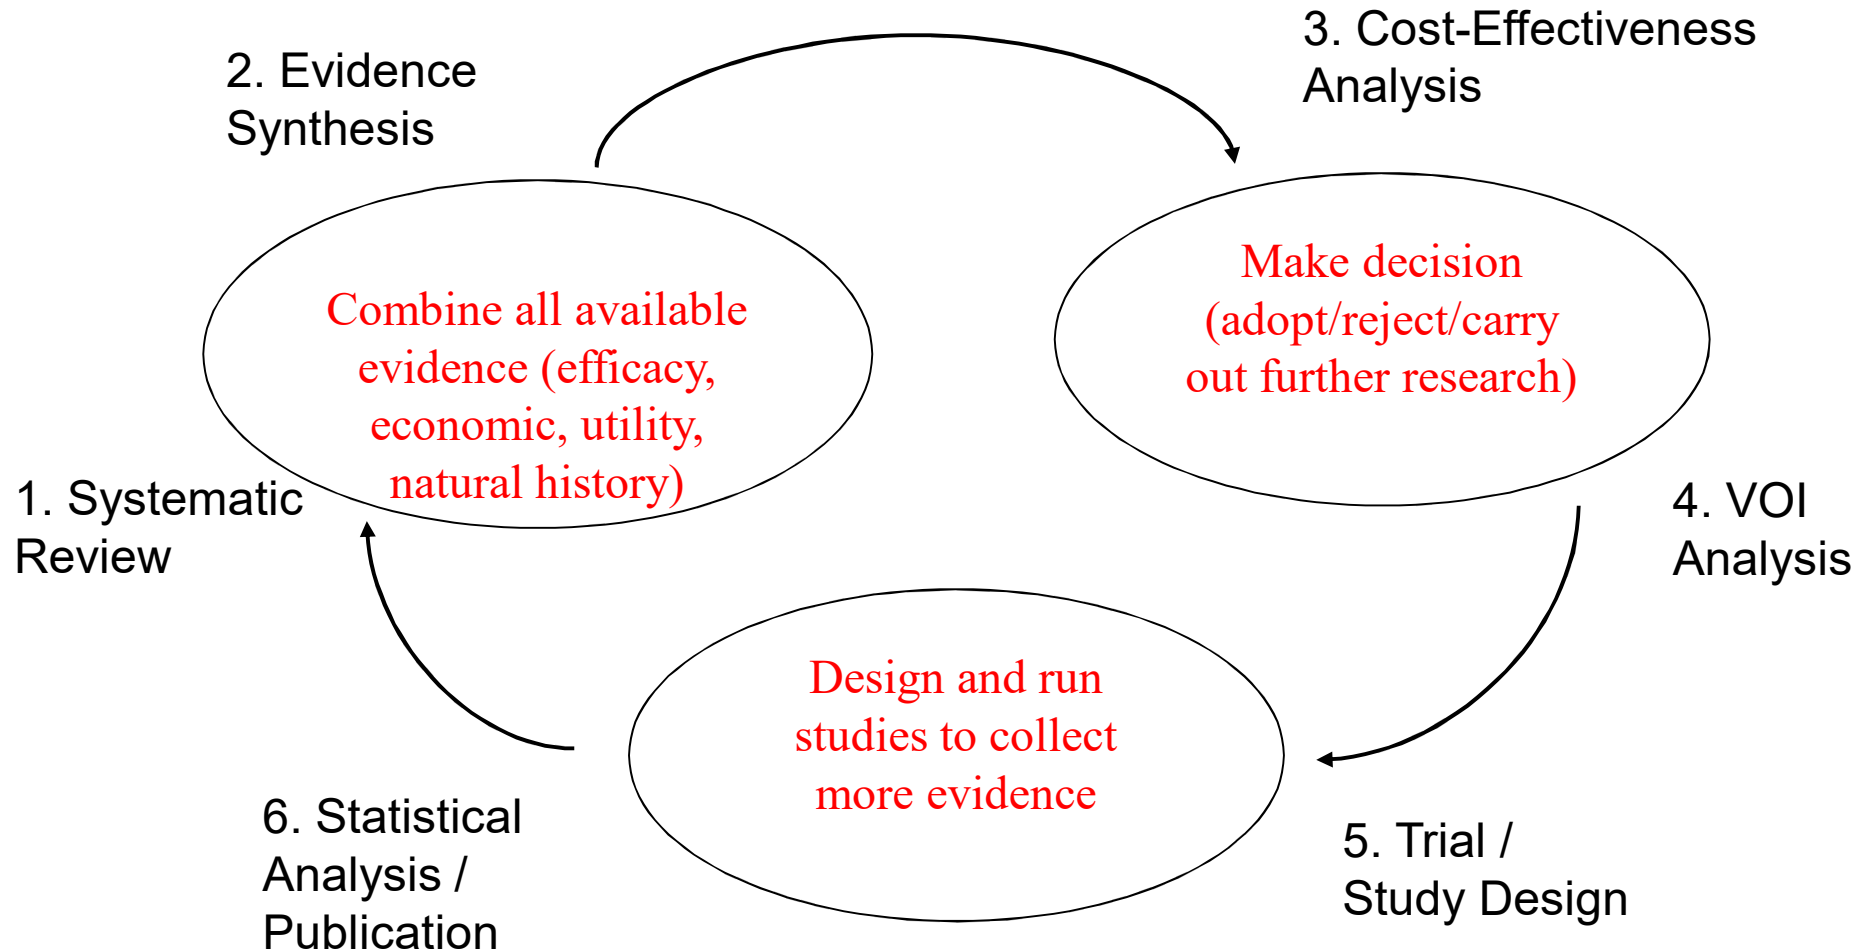 2. Evidence
Synthesis
3. Cost-Effectiveness
Analysis
Combine all available
evidence (efficacy,
economic, utility,
natural history)
Make decision
(adopt/reject/carry
out further research)
1. Systematic
Review
4. VOI
Analysis
Design and run
studies to collect
more evidence
6. Statistical
Analysis /
Publication
5. Trial /
Study Design